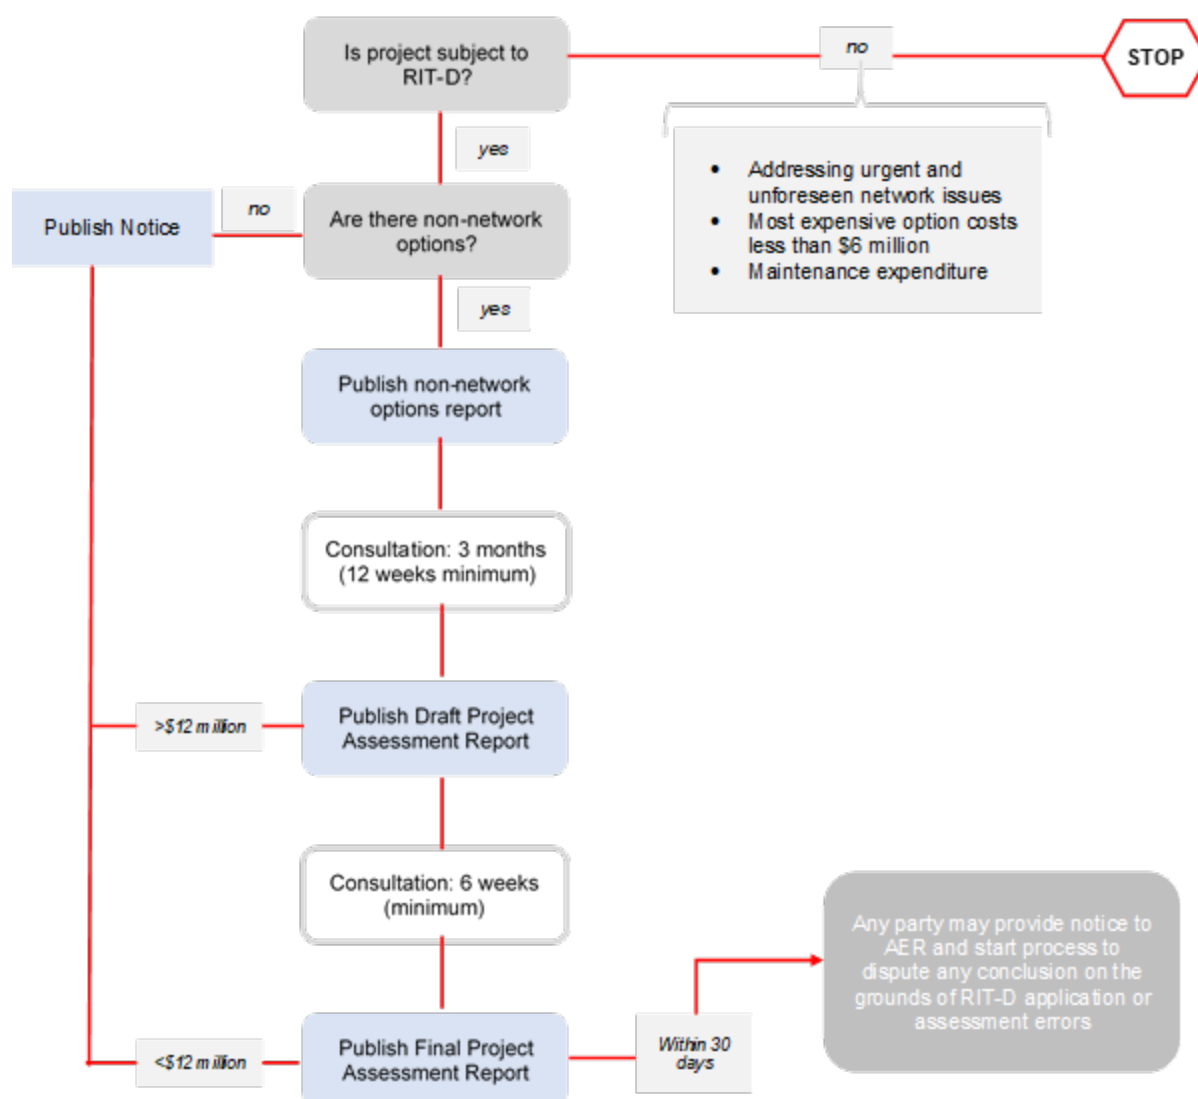 Is project subject to
RIT-D?
no
STOP
yes
• Addressing urgent and
unforeseen network issues
• Most expensive option costs
less than $6 million
• Maintenance expenditure
Publish Notice
no
Are there non-network
options?
yes
Publish non-network
options report
Consultation: 3 months
(12 weeks minimum)
>$12 million
Publish Draft Project
Assessment Report
Consultation: 6 weeks
(minimum)
Any party may provide notice to
AER and start process to
dispute any conclusion on the
grounds of RIT-D application or
assessment errors
<$12 million
Publish Final Project
Assessment Report
Within 30
days